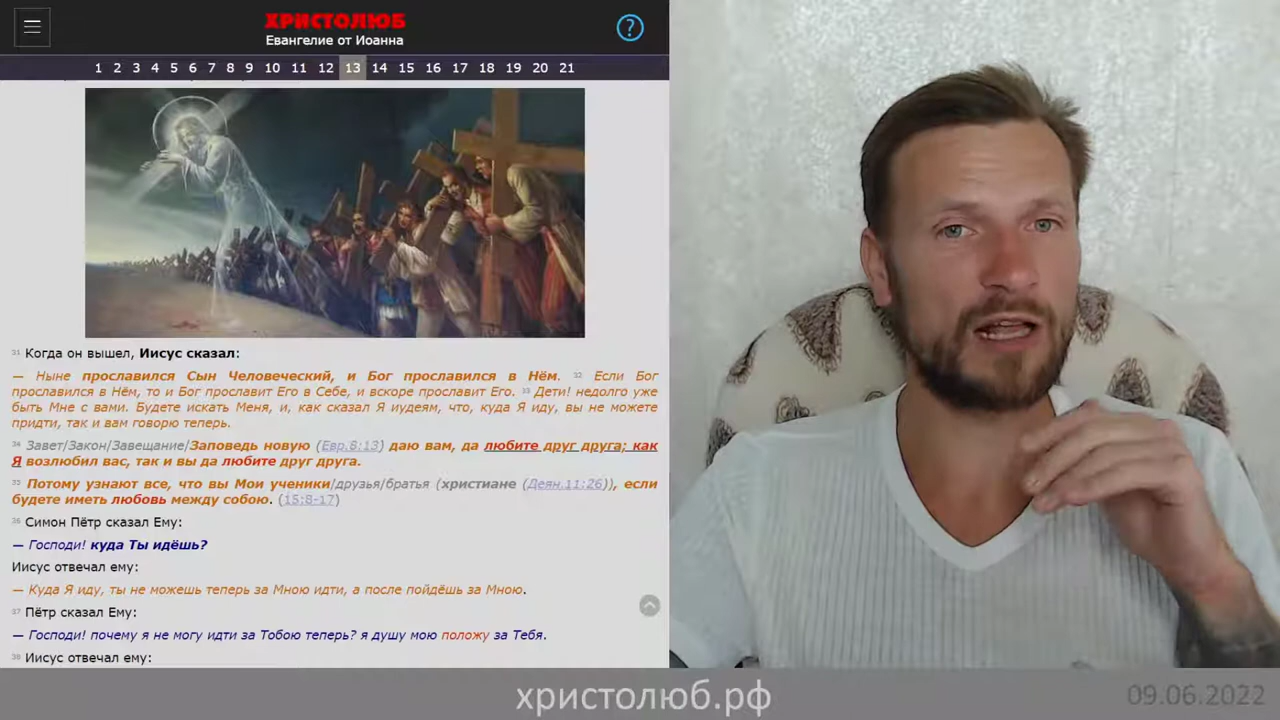 ХРИСТОЛЮБ
Евангелие от Иоанна
1 2 3 4 5 6 7 8 9 10 11 12 13 14 15 16 17 18 19 20 21
31 Когда он вышел, Иисус сказал:
— Ныне прославился Сын Человеческий, и Бог прославился в Нём. 32 Если Бог
прославился в Нём, то и Бог прославит Его в Себе, и вскоре прославит Его. 33 Дети! недолго уже
быть Мне с вами. Будете искать Меня, и, как сказал Я иудеям, что, куда Я иду, вы не можете
придти, так и вам говорю теперь.
34 Завет/Закон/Завещание/Заповедь новую (Евр.8:13) даю вам, да любите друг друга; как
Я возлюбил вас, так и вы да любите друг друга.
35 Потому узнают все, что вы Мои ученики/друзья/братья (христиане (Деян.11:26)), если
будете иметь любовь между собою. (15:8-17)
36 Симон Пётр сказал Ему:
— Господи! куда Ты идёшь?
Иисус отвечал ему:
— Куда Я иду, ты не можешь теперь за Мною идти, а после пойдёшь за Мною.
37 Пётр сказал Ему:
— Господи! почему я не могу идти за Тобою теперь? я душу мою положу за Тебя.
38 Иисус отвечал ему:
христолюб.рф
09.06.2022